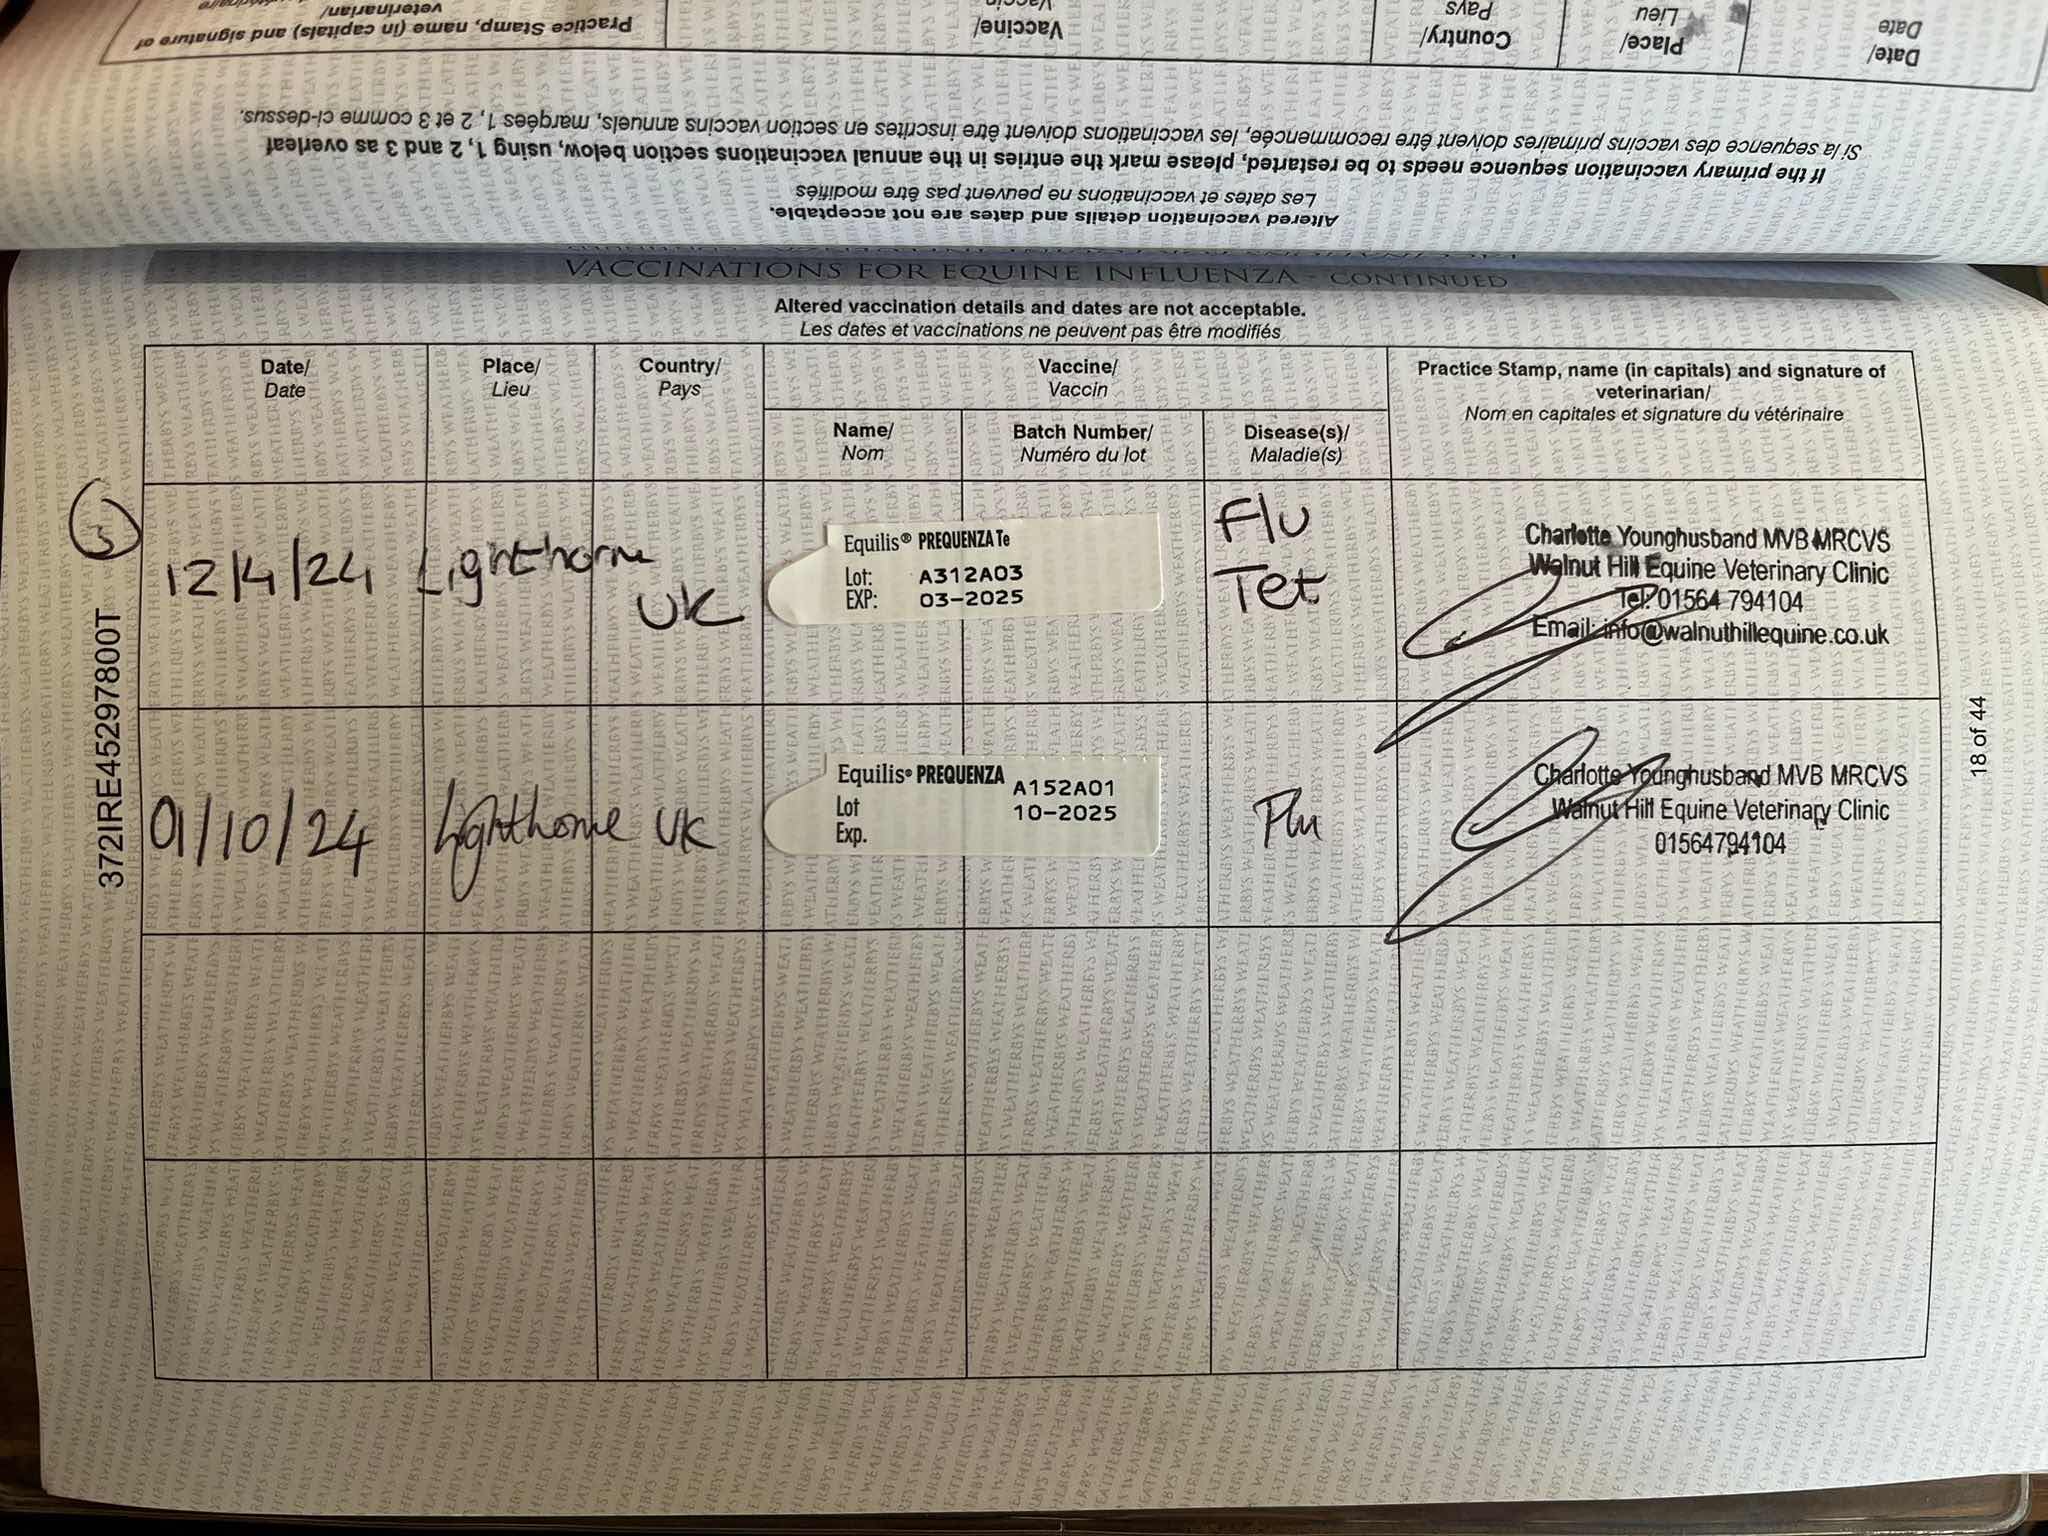 Practice Stamp, name (in capitals) and signature of
veterinarian/
Vaccine/
Country/
Pays
Place/
Lieu
Date/
Date
If the primary vaccination sequence needs to be restarted, please mark the entries in the annual vaccinations section below, using 1, 2 and 3 as overleaf
Si la sequence des vaccins primaires doivent être recommencée, les vaccinations doivent être inscrites en section vaccins annuels, margées 1, 2 et 3 comme ci-dessus.
Altered vaccination details and dates are not acceptable.
Les dates et vaccinations ne peuvent pas être modifiés
VACCINATIONS FOR EQUINE INFLUENZA - CONTINUED
Altered vaccination details and dates are not acceptable.
Les dates et vaccinations ne peuvent pas être modifiés
Date/
Date
Place/
Lieu
Country/
Pays
Vaccine/
Vaccin
Name/
Nom
Batch Number/
Numéro du lot
Disease(s)/
Maladie(s)
Practice Stamp, name (in capitals) and signature of
veterinarian/
Nom en capitales et signature du vétérinaire
3
12/4/24
Lighthorne
UK
Equilis® PREQUENZA Te
Lot: A312A03
EXP: 03-2025
Flu
Tet
Charlotte Younghusband MVB MRCVS
Walnut Hill Equine Veterinary Clinic
Tel: 01564 794104
Email: info@walnuthillequine.co.uk
01/10/24
Lighthorne
UK
Equilis® PREQUENZA
Lot A152A01
Exp. 10-2025
Flu
Charlotte Younghusband MVB MRCVS
Walnut Hill Equine Veterinary Clinic
01564794104
372IRE45297800T
18 of 44